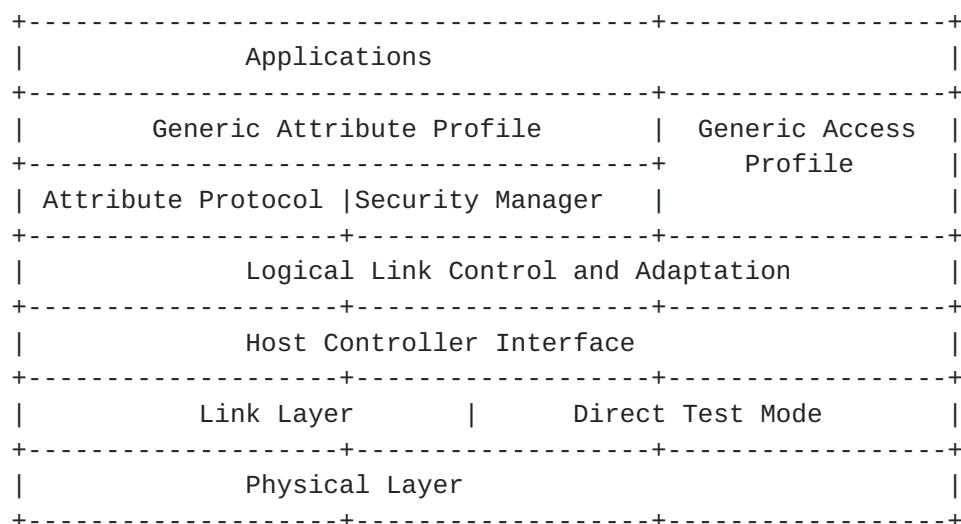 +----------------------------------------+------------------+
|              Applications                                 |
+----------------------------------------+------------------+
|        Generic Attribute Profile       |  Generic Access  |
+----------------------------------------+     Profile      |
| Attribute Protocol |Security Manager   |                  |
+--------------------+-------------------+------------------+
|              Logical Link Control and Adaptation          |
+--------------------+-------------------+------------------+
|              Host Controller Interface                    |
+--------------------+-------------------+------------------+
|           Link Layer       |      Direct Test Mode        |
+--------------------+-------------------+------------------+
|              Physical Layer                               |
+--------------------+-------------------+------------------+